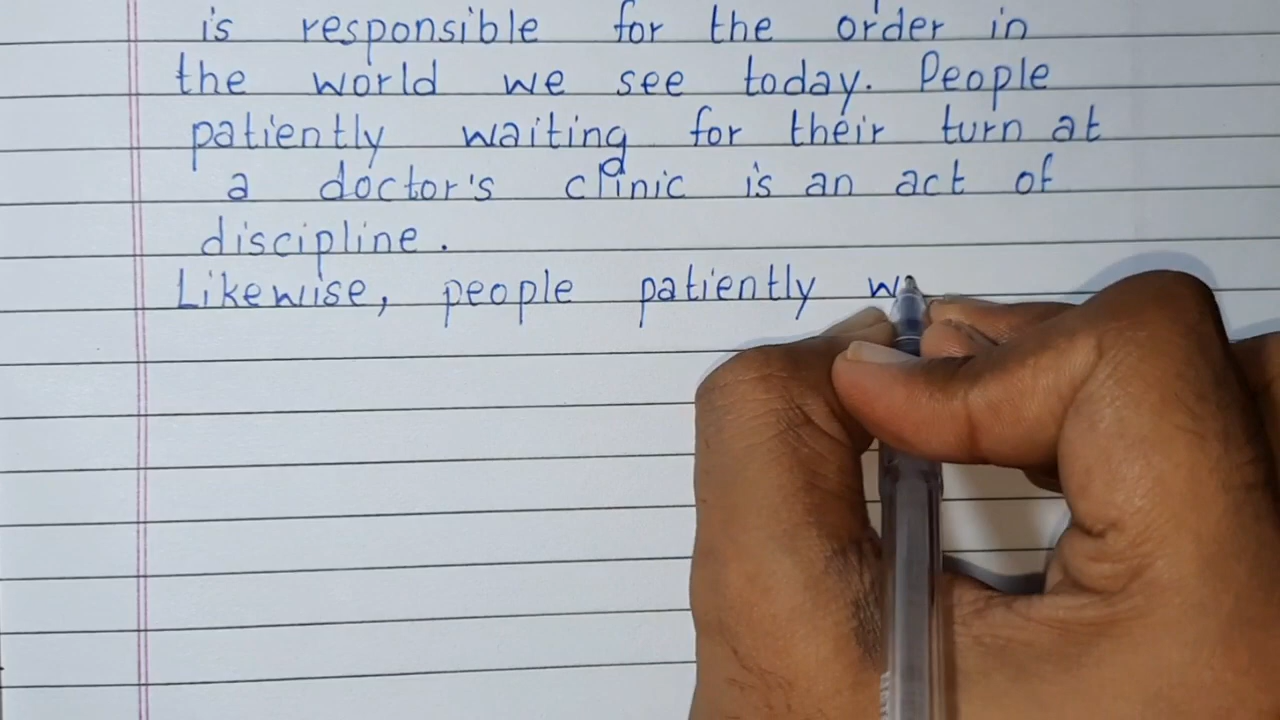 is responsible for the order in
the world we see today. People
patiently waiting for their turn at
a doctor's clinic is an act of
discipline.
Likewise, people patiently